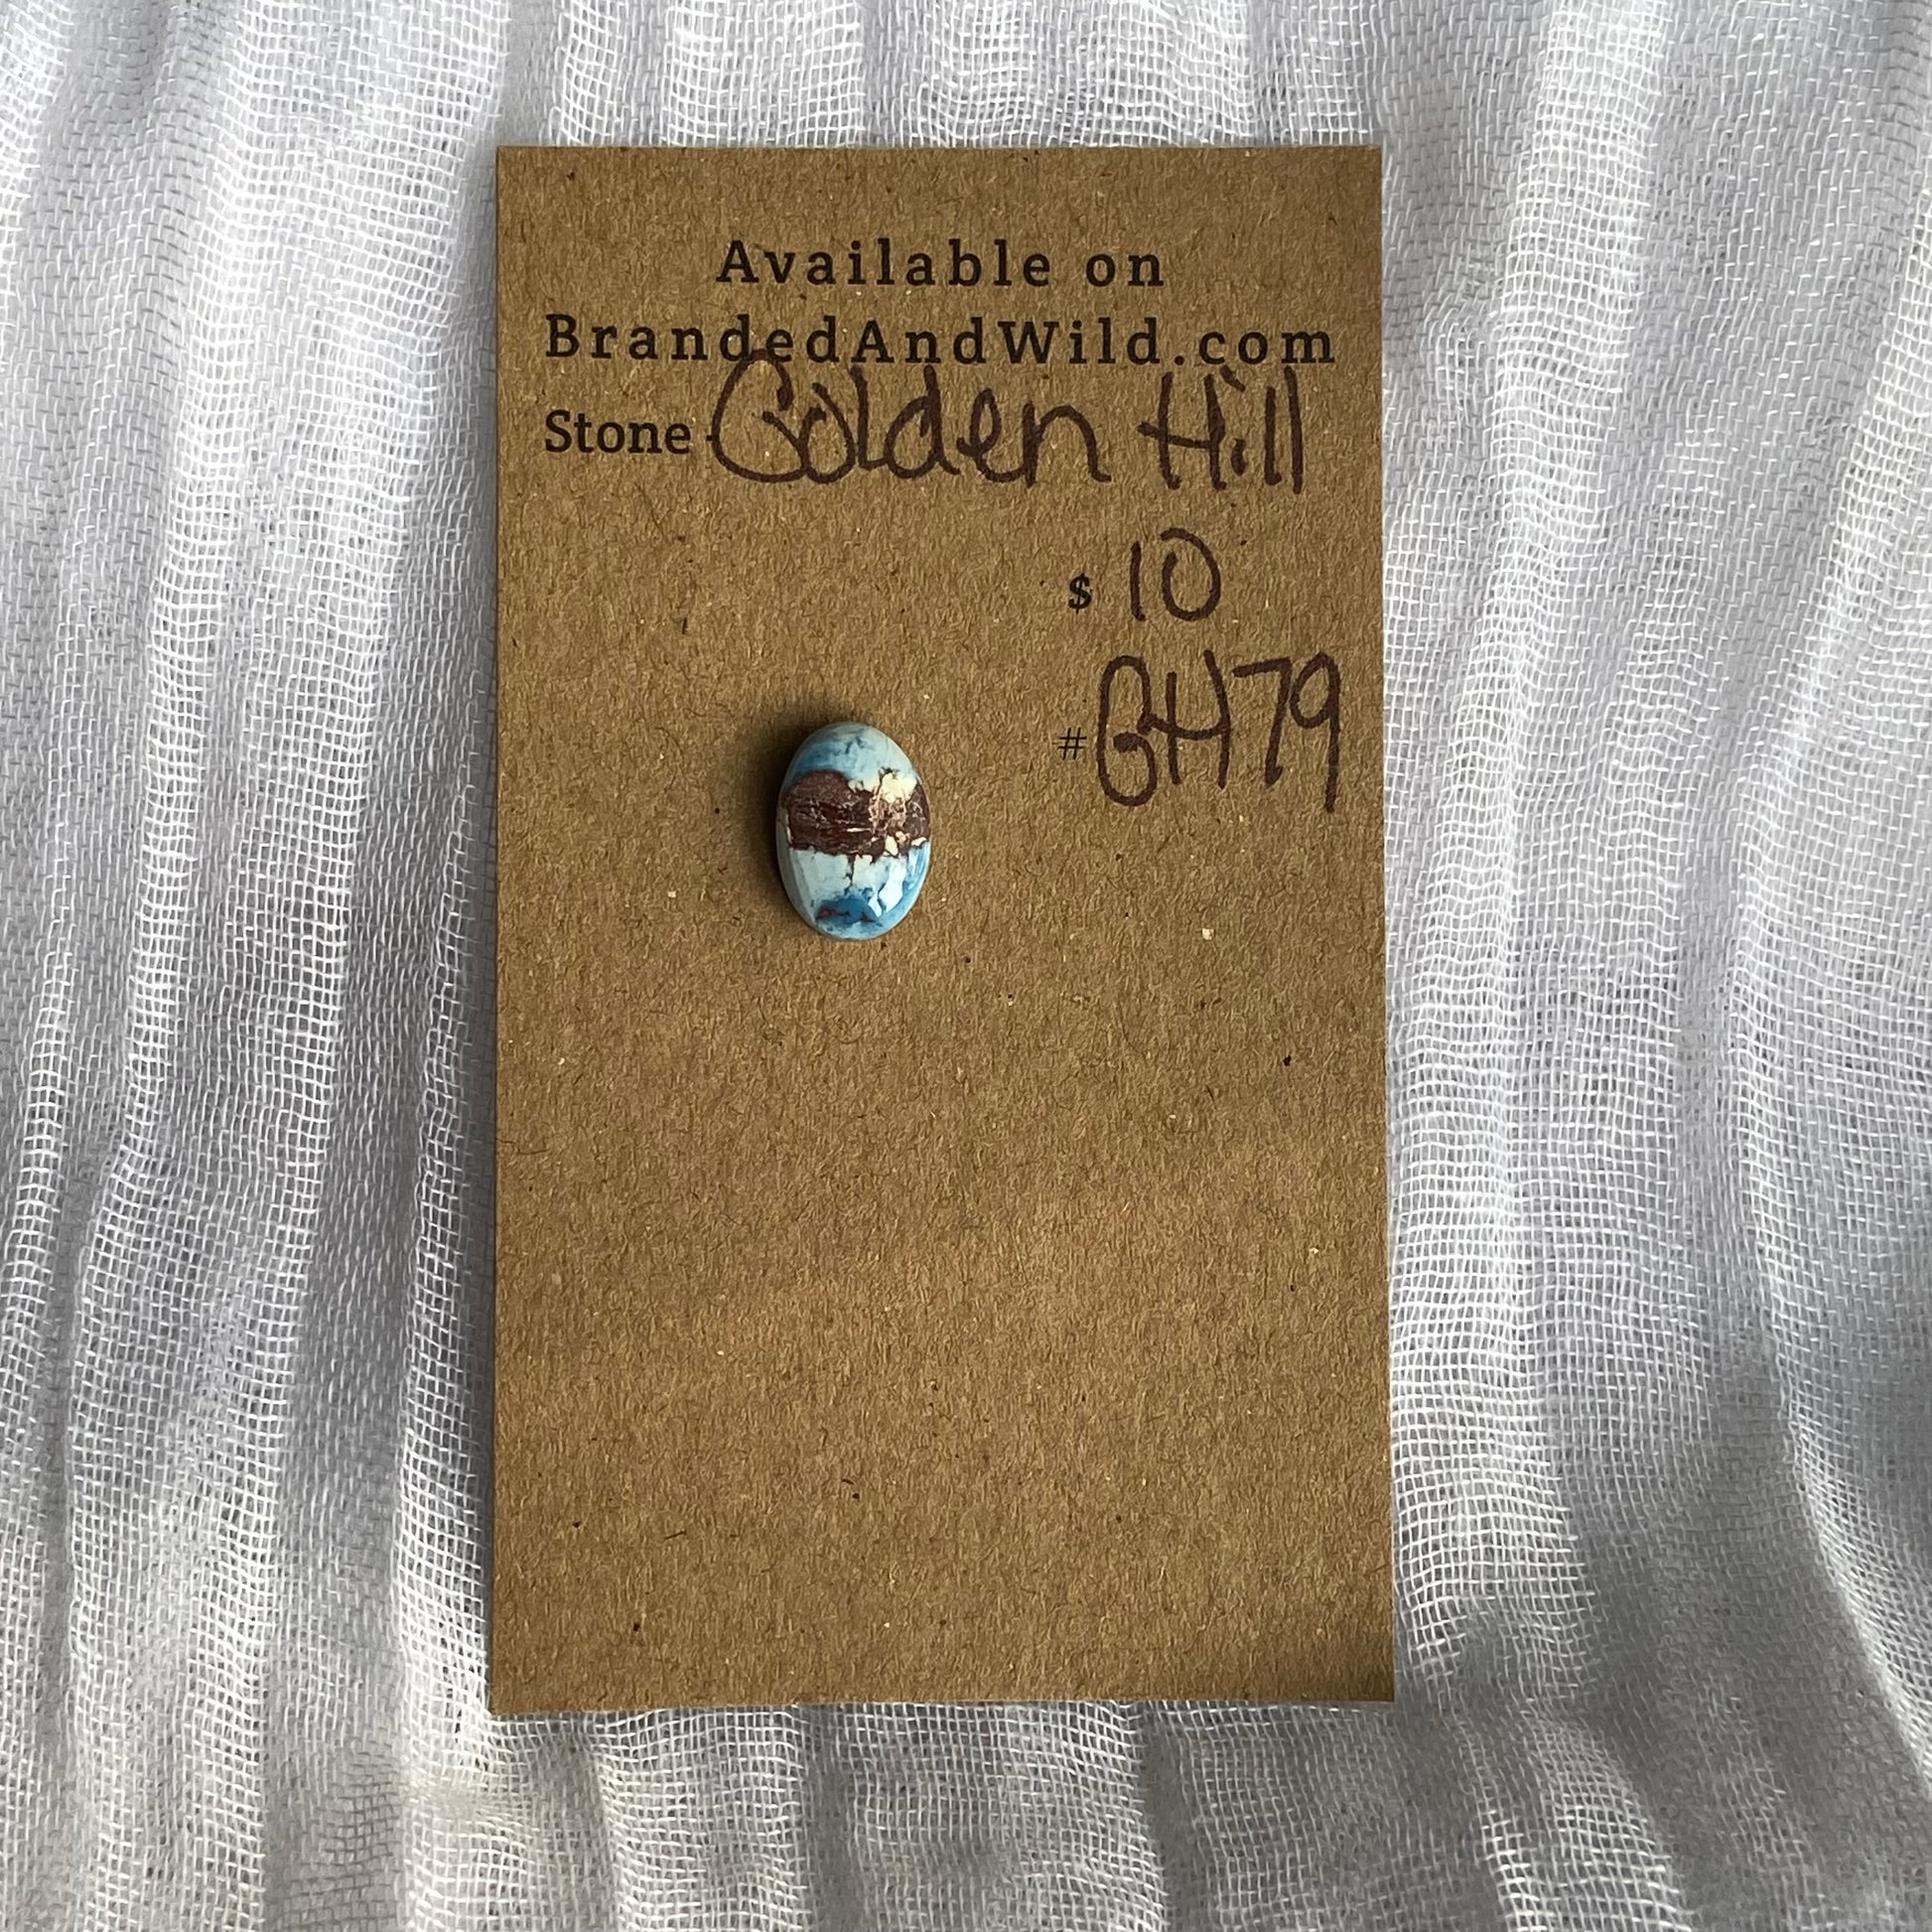 Available on
BrandedAndWild.com
Stone - Golden Hill
$ 10
# GH79